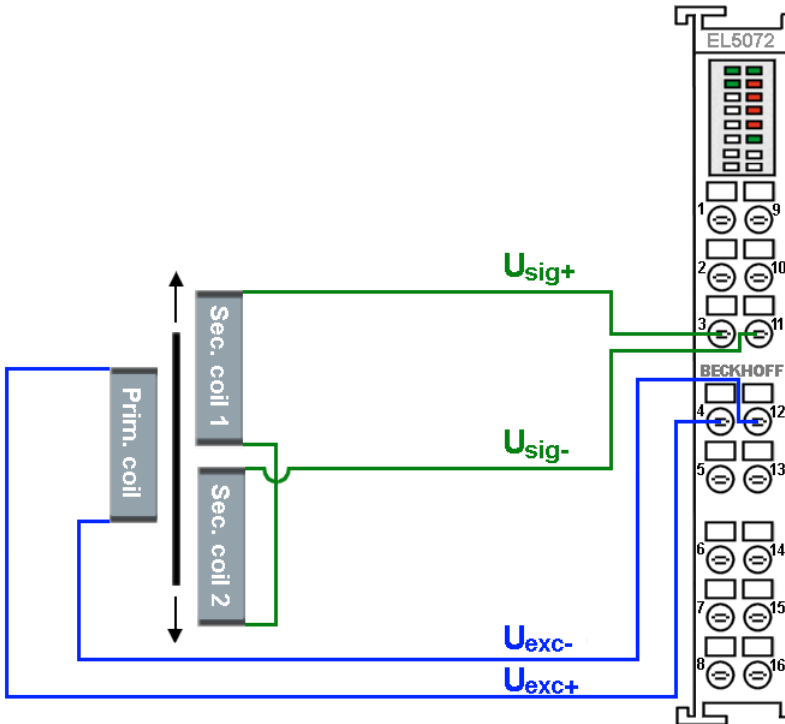 EL5072
1
9
2
10
Usig+
3
11
Sec. coil 1
BECKHOFF
Prim. coil
4
12
Usig-
5
13
Sec. coil 2
6
14
7
15
Uexc-
8
16
Uexc+